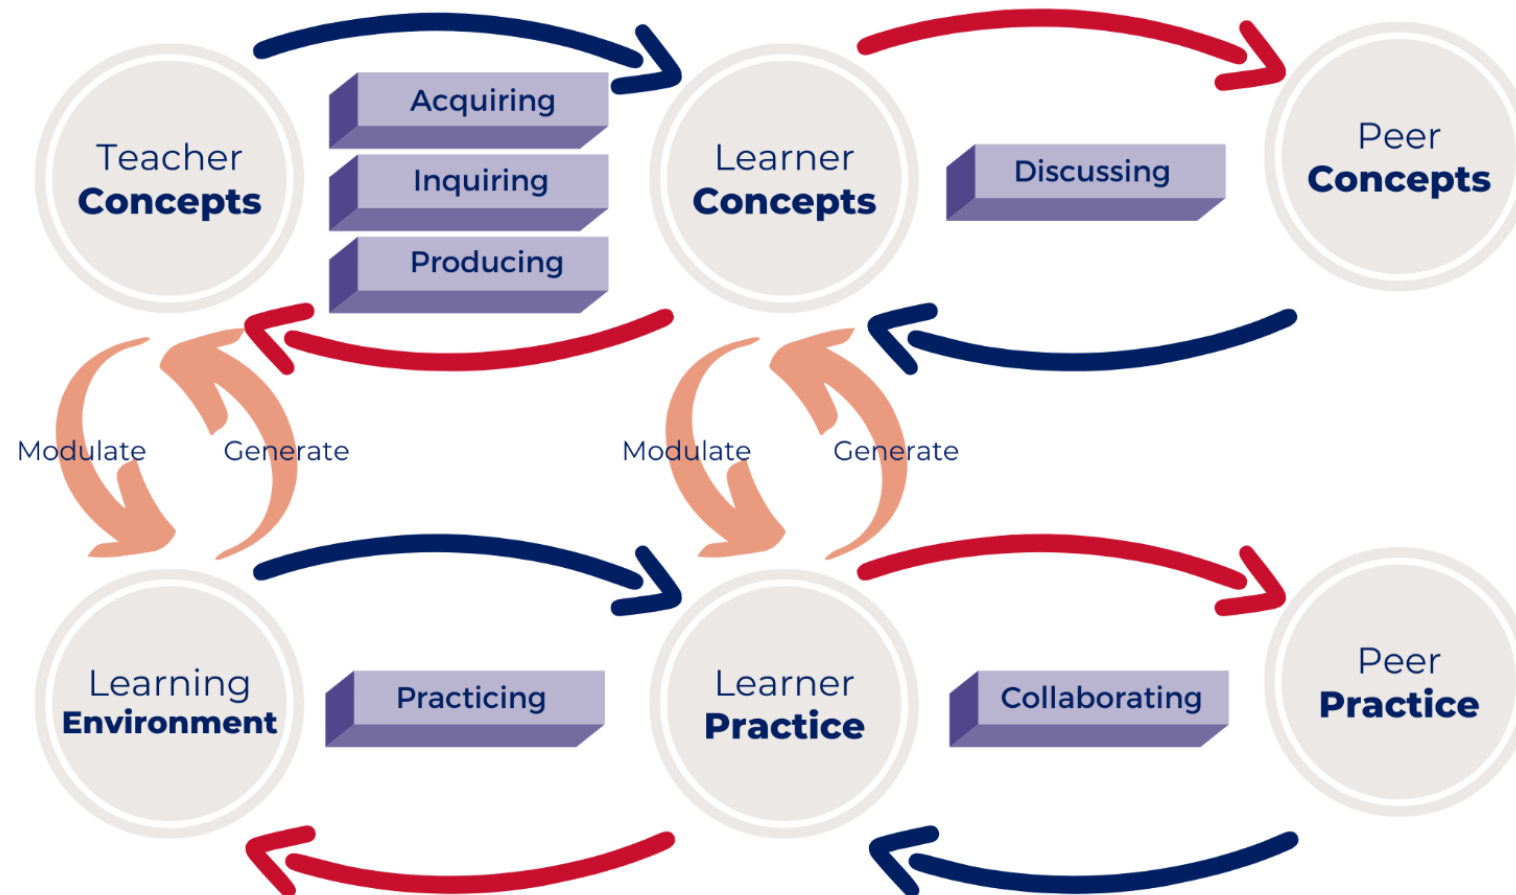 Teacher
Concepts
Acquiring
Inquiring
Producing
Learner
Concepts
Discussing
Peer
Concepts
Modulate
Generate
Modulate
Generate
Learning
Environment
Practicing
Learner
Practice
Collaborating
Peer
Practice